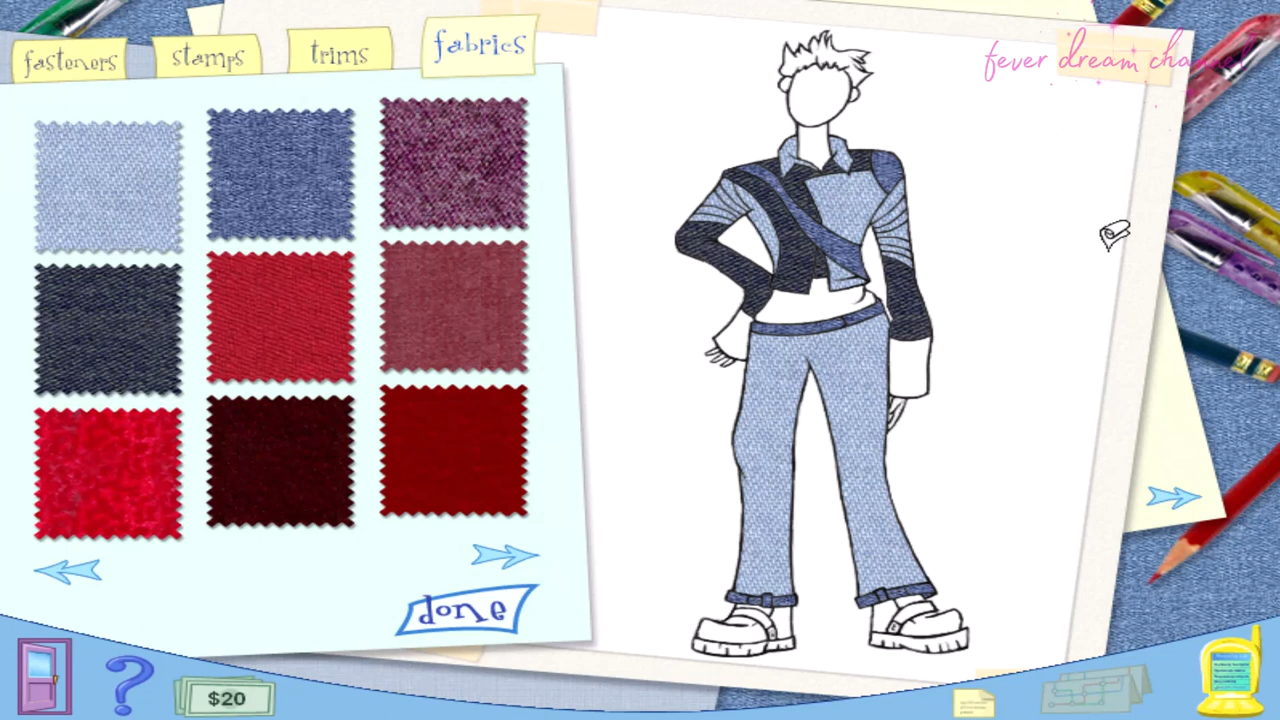 fasteners
stamps
trims
fabrics
fever dream channel
done
$20